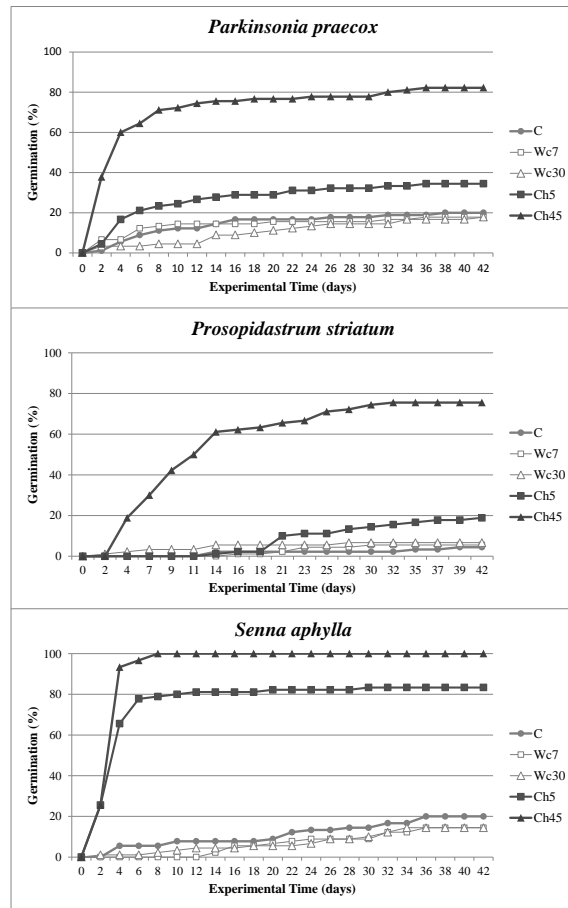 Parkinsonia praecox
100
80
60
40
20
0
Germination (%)
0 2 4 6 8 10 12 14 16 18 20 22 24 26 28 30 32 34 36 38 40 42
Experimental Time (days)
C
Wc7
Wc30
Ch5
Ch45
Prosopidastrum striatum
100
80
60
40
20
0
Germination (%)
0 2 4 7 9 11 14 16 18 21 23 25 28 30 32 35 37 39 42
Experimental Time (days)
C
Wc7
Wc30
Ch5
Ch45
Senna aphylla
100
80
60
40
20
0
Germination (%)
0 2 4 6 8 10 12 14 16 18 20 22 24 26 28 30 32 34 36 38 40 42
Experimental Time (days)
C
Wc7
Wc30
Ch5
Ch45